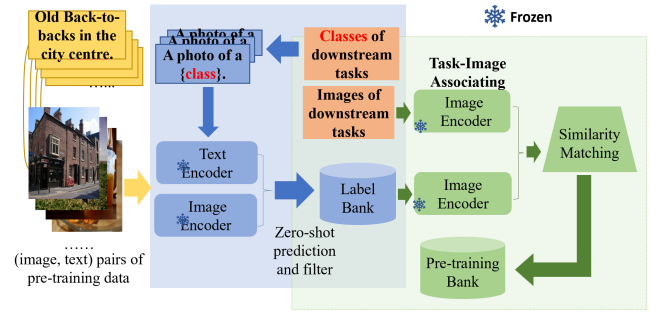 Old Back-to-
backs in the
city centre.
......
......
(image, text) pairs of
pre-training data
A photo of a
A photo of a
A photo of a
{class}.
Classes of
downstream
tasks
Images of
downstream
tasks
Frozen
Task-Image
Associating
Text
Encoder
Image
Encoder
Label
Bank
Zero-shot
prediction
and filter
Image
Encoder
Image
Encoder
Similarity
Matching
Pre-training
Bank